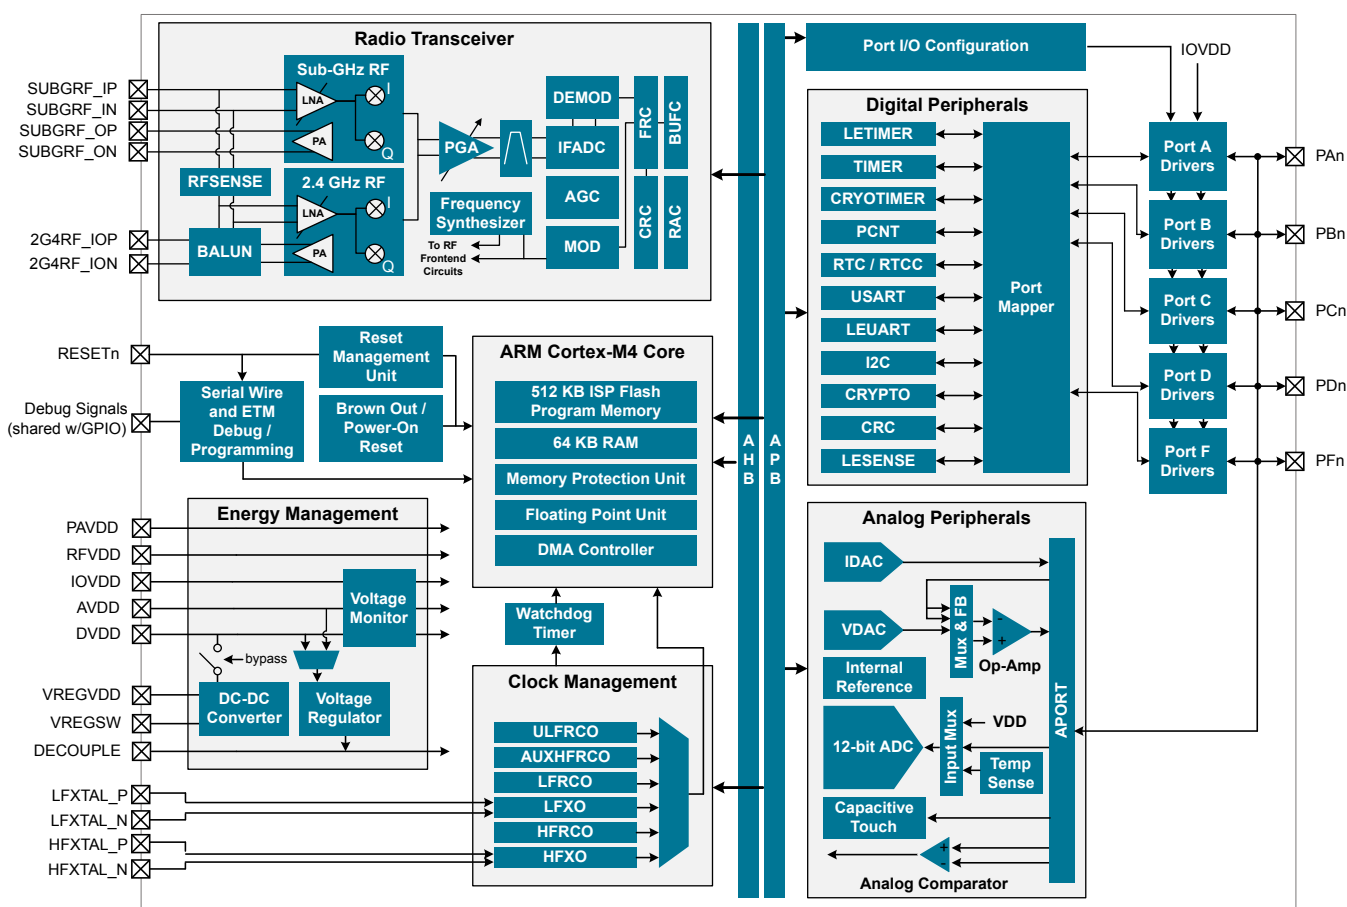 Radio Transceiver
SUBGRF_IP
SUBGRF_IN
SUBGRF_OP
SUBGRF_ON
2G4RF_IOP
2G4RF_ION
Sub-GHz RF
LNA
I
PA
Q
RFSENSE
2.4 GHz RF
LNA
I
PA
Q
BALUN
PGA
DEMOD
IFADC
AGC
MOD
FRC
BUFC
CRC
RAC
Frequency
Synthesizer
To RF
Frontend
Circuits
RESETn
Debug Signals
(shared w/GPIO)
Reset
Management
Unit
Serial Wire
and ETM
Debug /
Programming
Brown Out /
Power-On
Reset
ARM Cortex-M4 Core
512 KB ISP Flash
Program Memory
64 KB RAM
Memory Protection Unit
Floating Point Unit
DMA Controller
Watchdog
Timer
Energy Management
PAVDD
RFVDD
IOVDD
AVDD
DVDD
VREGVDD
VREGSW
DECOUPLE
Voltage
Monitor
bypass
DC-DC
Converter
Voltage
Regulator
Clock Management
LFXTAL_P
LFXTAL_N
HFXTAL_P
HFXTAL_N
ULFRCO
AUXHFRCO
LFRCO
LFXO
HFRCO
HFXO
A
H
B
A
P
B
Port I/O Configuration
IOVDD
Digital Peripherals
LETIMER
TIMER
CRYOTIMER
PCNT
RTC / RTCC
USART
LEUART
I2C
CRYPTO
CRC
LESENSE
Port
Mapper
Port A
Drivers
Port B
Drivers
Port C
Drivers
Port D
Drivers
Port F
Drivers
PAn
PBn
PCn
PDn
PFn
Analog Peripherals
IDAC
VDAC
Mux & FB
-
+
Op-Amp
Internal
Reference
12-bit ADC
Input Mux
VDD
Temp
Sense
Capacitive
Touch
+
-
Analog Comparator
APORT